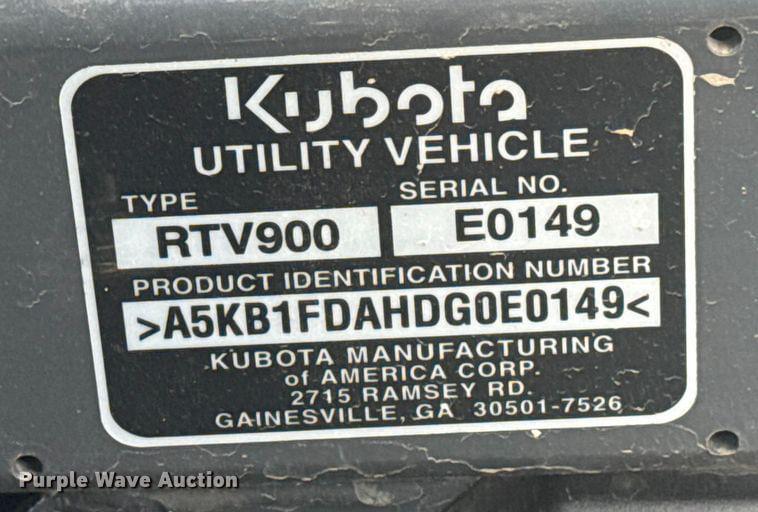 Kubota
UTILITY VEHICLE
TYPE SERIAL NO.
RTV900 E0149
PRODUCT IDENTIFICATION NUMBER
>A5KB1FDAHDG0E0149<
KUBOTA MANUFACTURING
of AMERICA CORP.
2715 RAMSEY RD.
GAINESVILLE, GA 30501-7526
Purple Wave Auction